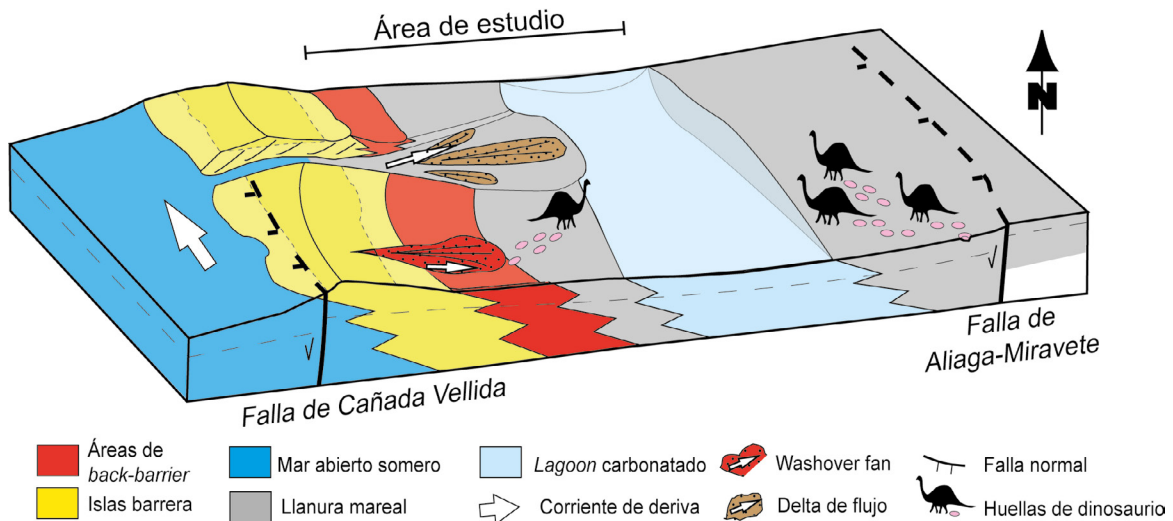 Área de estudio
N
Falla de Cañada Vellida
Falla de
Aliaga-Miravete
Áreas de
back-barrier
Mar abierto somero
Lagoon carbonatado
Washover fan
Falla normal
Islas barrera
Llanura mareal
Corriente de deriva
Delta de flujo
Huellas de dinosaurio